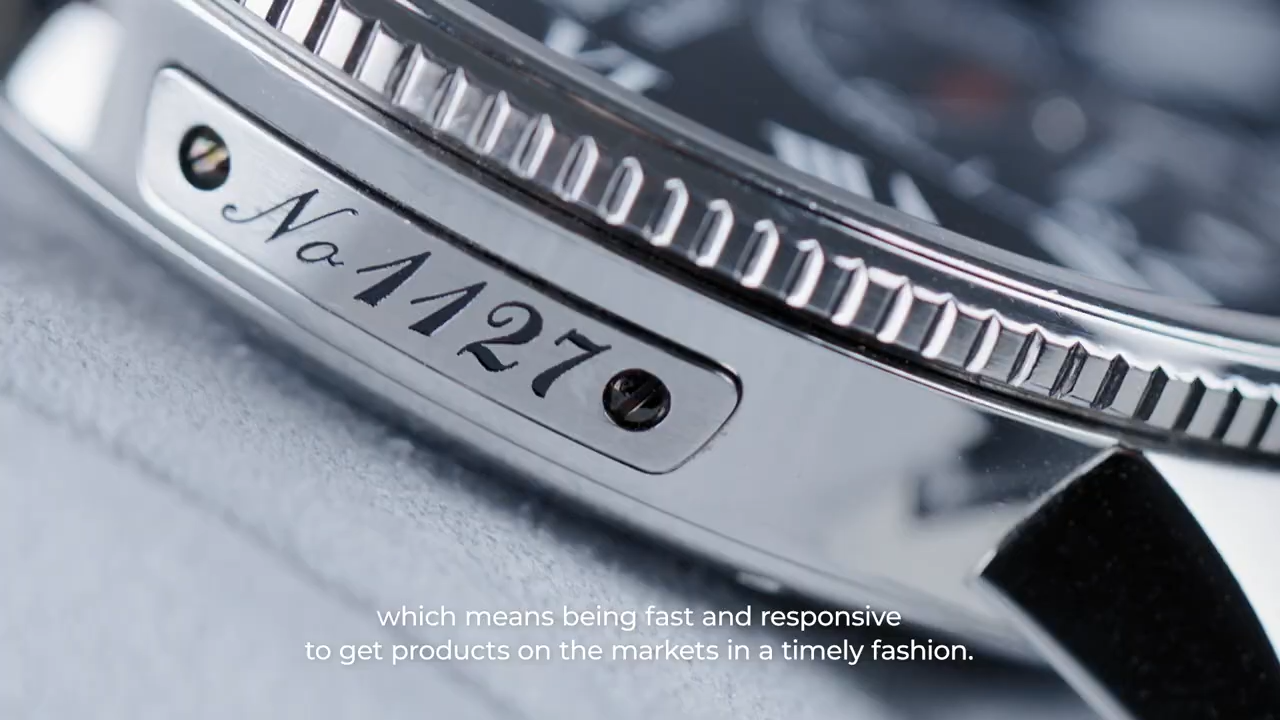 No 1127
which means being fast and responsive
to get products on the markets in a timely fashion.